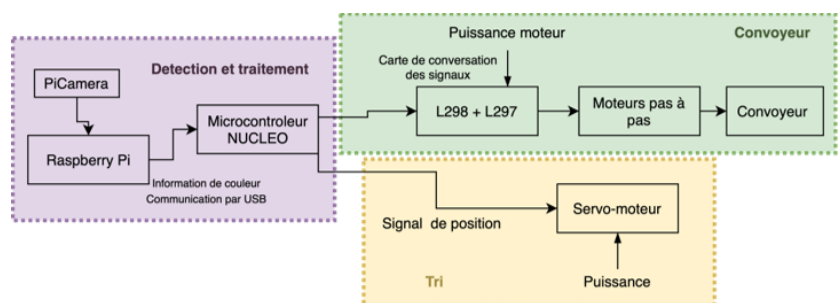 Detection et traitement
PiCamera
Raspberry Pi
Microcontroleur
NUCLEO
Information de couleur
Communication par USB
Puissance moteur
Convoyeur
Carte de conversation
des signaux
L298 + L297
Moteurs pas à
pas
Convoyeur
Signal de position
Servo-moteur
Tri
Puissance